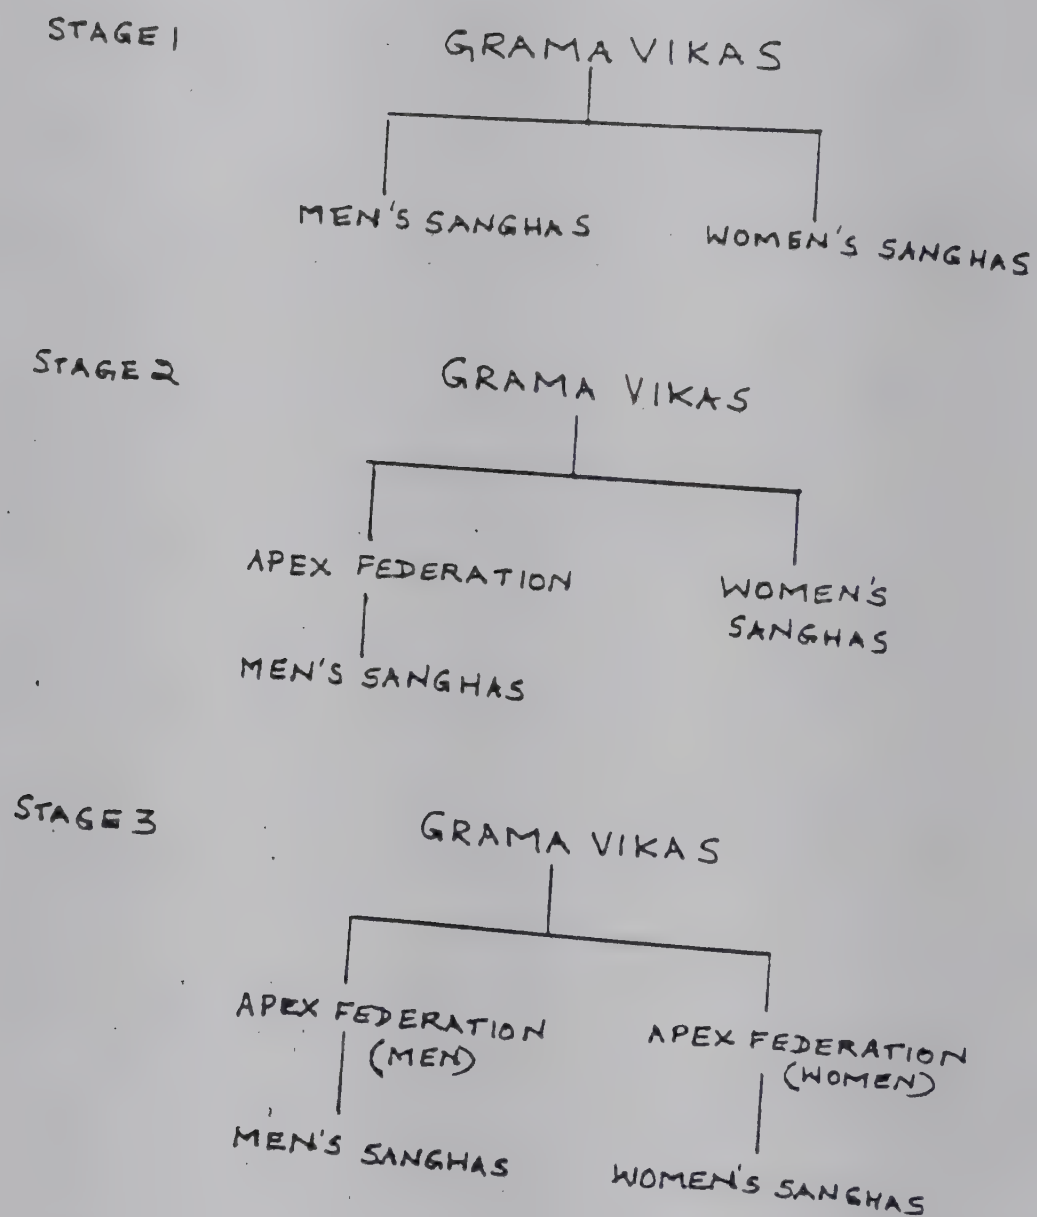 STAGE 1
GRAMA VIKAS
MEN'S SANGHAS
WOMEN'S SANGHAS
STAGE 2
GRAMA VIKAS
APEX FEDERATION
WOMEN'S
SANGHAS
MEN'S SANGHAS
STAGE 3
GRAMA VIKAS
APEX FEDERATION
(MEN)
APEX FEDERATION
(WOMEN)
MEN'S SANGHAS
WOMEN'S SANGHAS